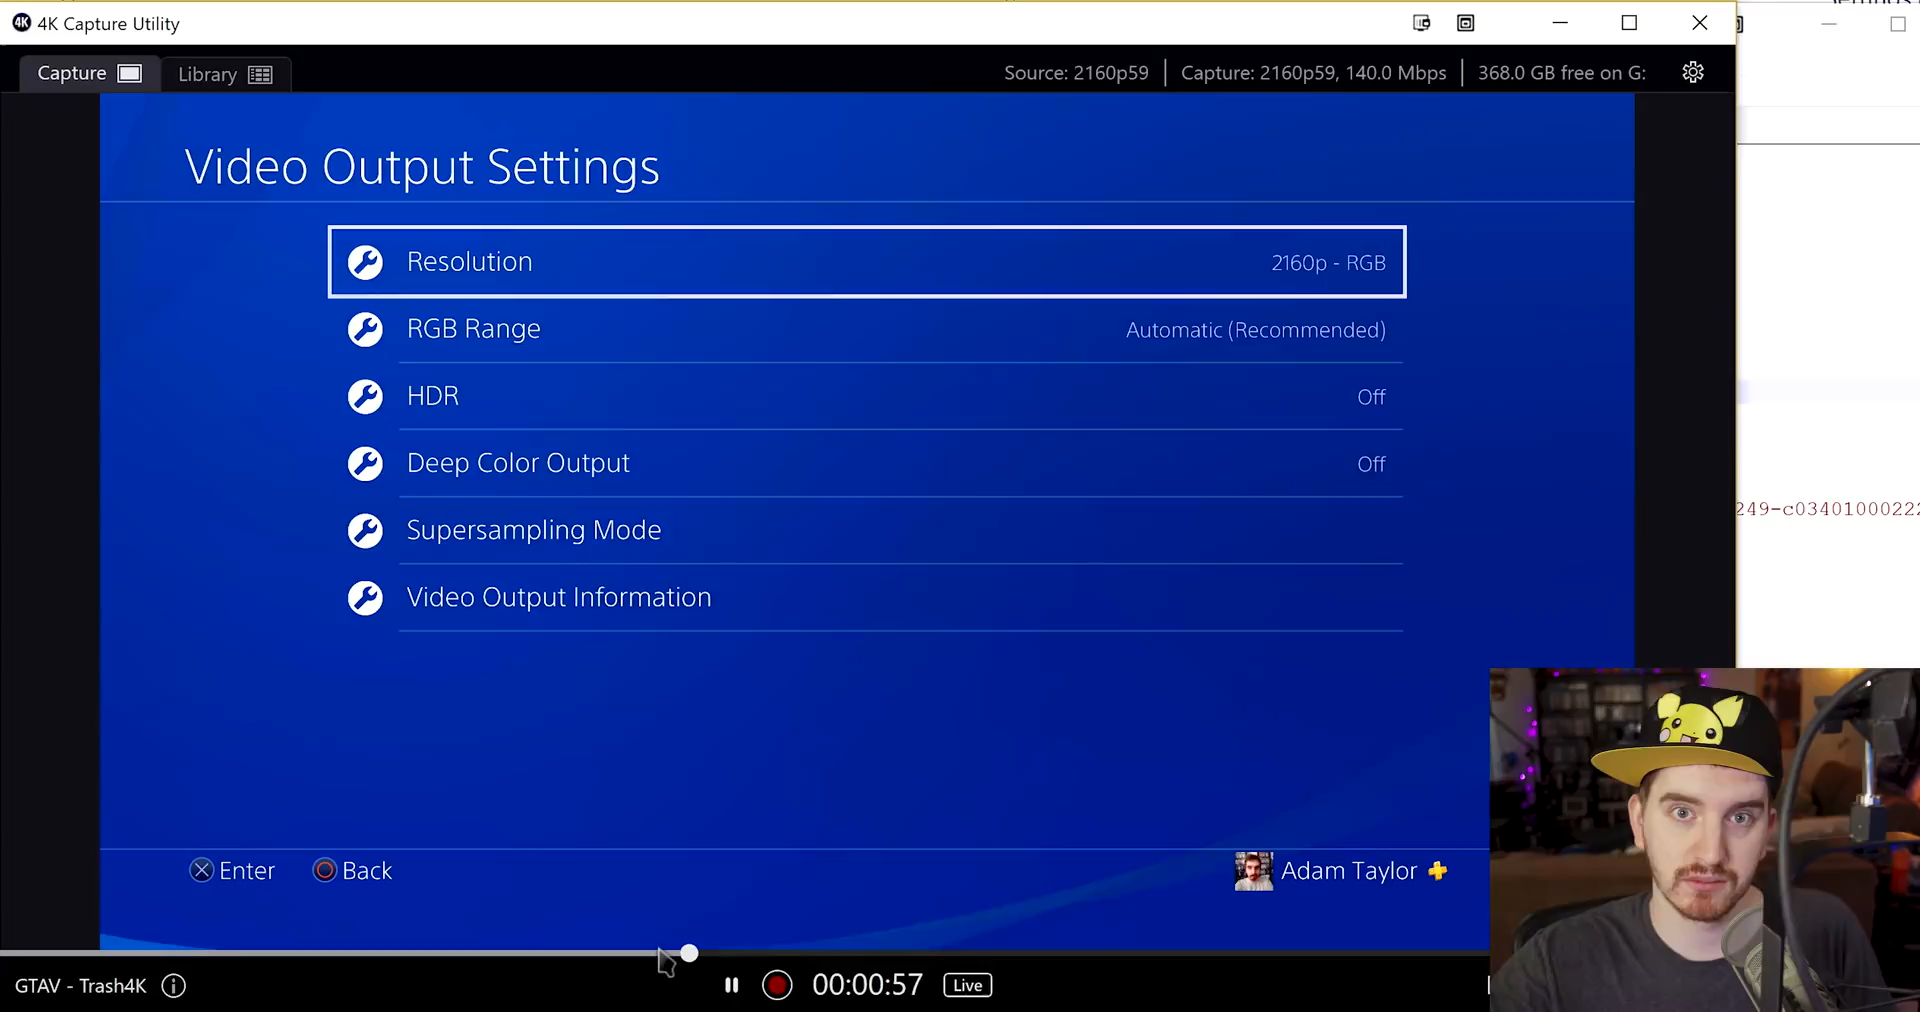 4K Capture Utility
Capture
Library
Source: 2160p59
Capture: 2160p59, 140.0 Mbps
368.0 GB free on G:
Video Output Settings
Resolution
2160p - RGB
RGB Range
Automatic (Recommended)
HDR
Off
Deep Color Output
Off
249-c03401000222
Supersampling Mode
Video Output Information
Enter
Back
Adam Taylor
GTAV - Trash4K
00:00:57
Live